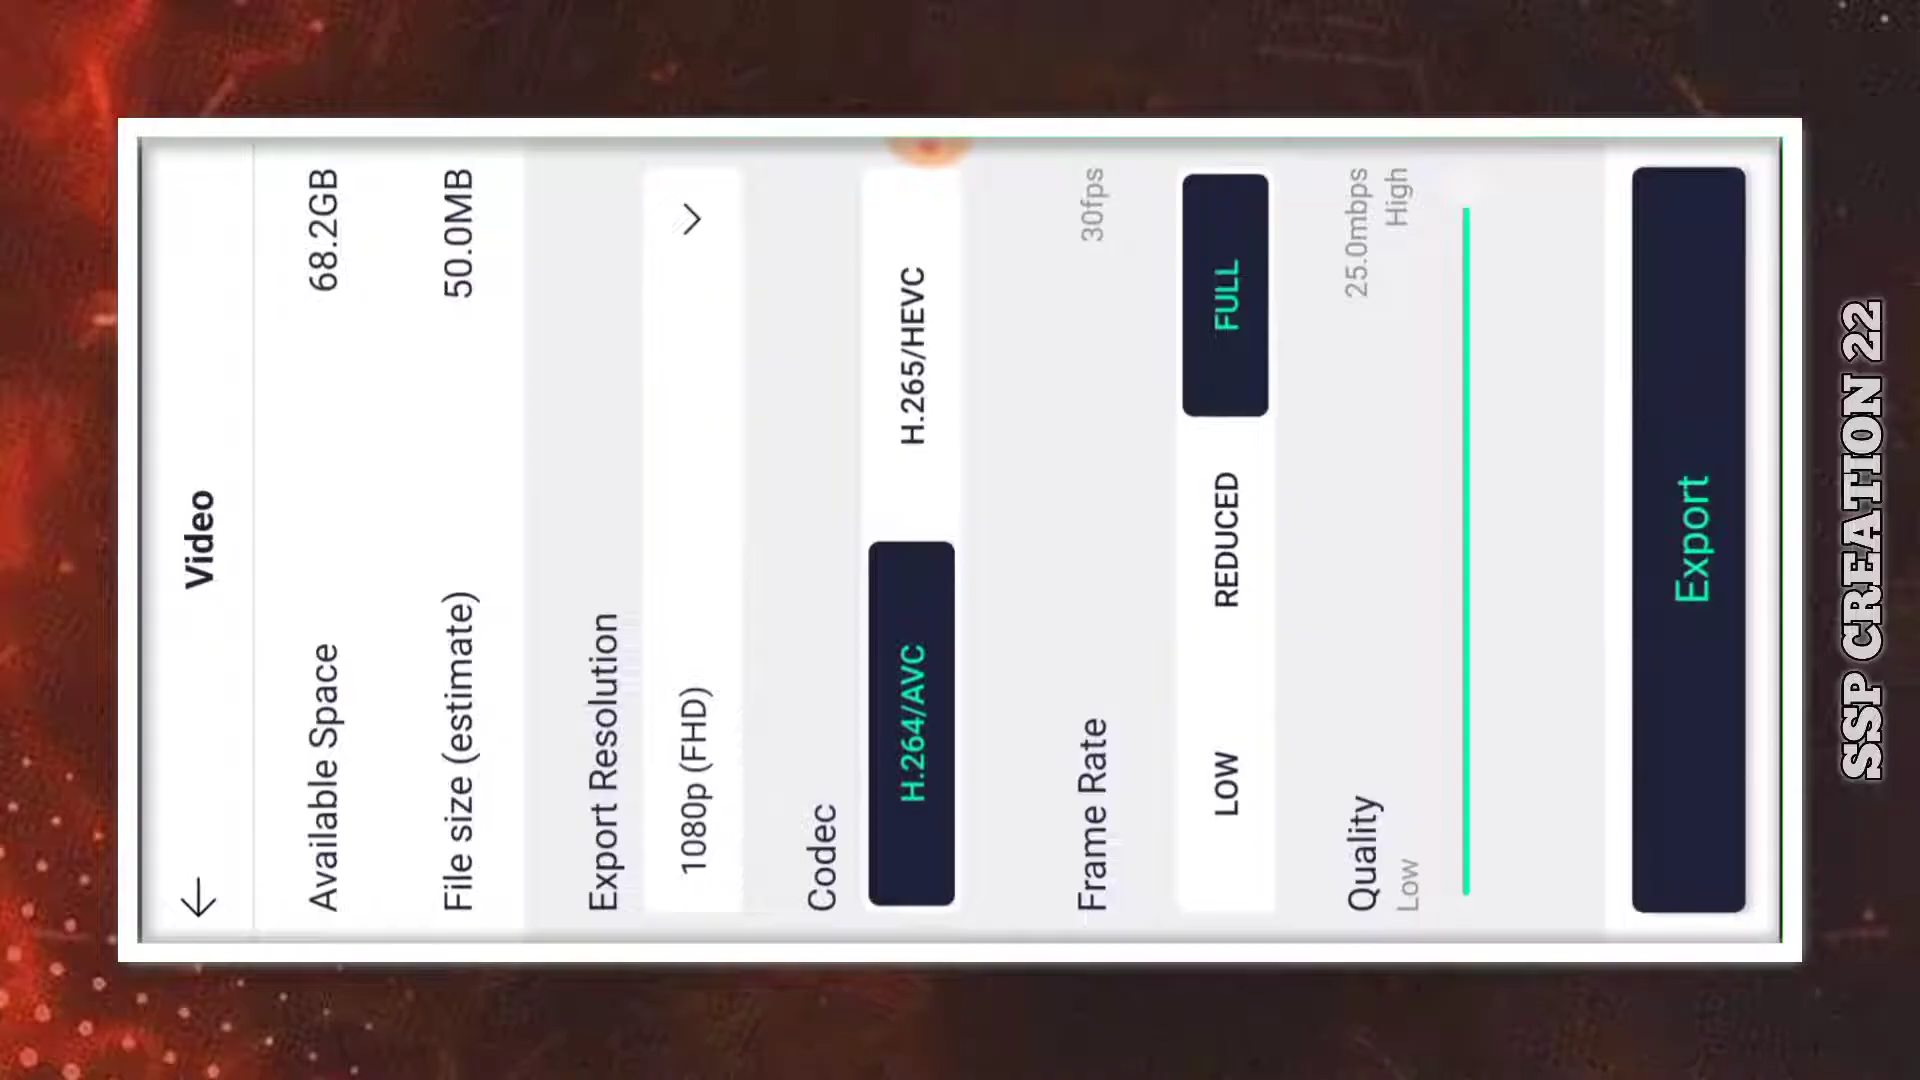 Video
Available Space 68.2GB
File size (estimate) 50.0MB
Export Resolution
1080p (FHD)
Codec
H.264/AVC H.265/HEVC
Frame Rate 30fps
LOW REDUCED FULL
Quality 25.0mbps
Low High
Export
SSP CREATION 22